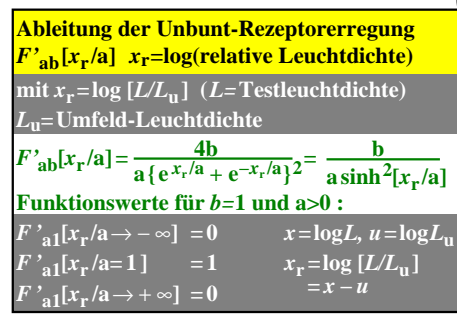 Ableitung der Unbunt-Rezeptorerregung
F’ab[xr/a] xr=log(relative Leuchtdichte)
mit xr=log [L/Lu] (L=Testleuchtdichte)
Lu=Umfeld-Leuchtdichte
F’ab[xr/a]= 4b / a{e^xr/a + e^−xr/a}^2 = b / a sinh^2[xr/a]
Funktionswerte für b=1 und a>0 :
F’a1[xr/a→ − ∞] =0 x=logL, u=logLu
F’a1[xr/a=1] =1 xr=log [L/Lu]
F’a1[xr/a→ + ∞] =0 =x − u